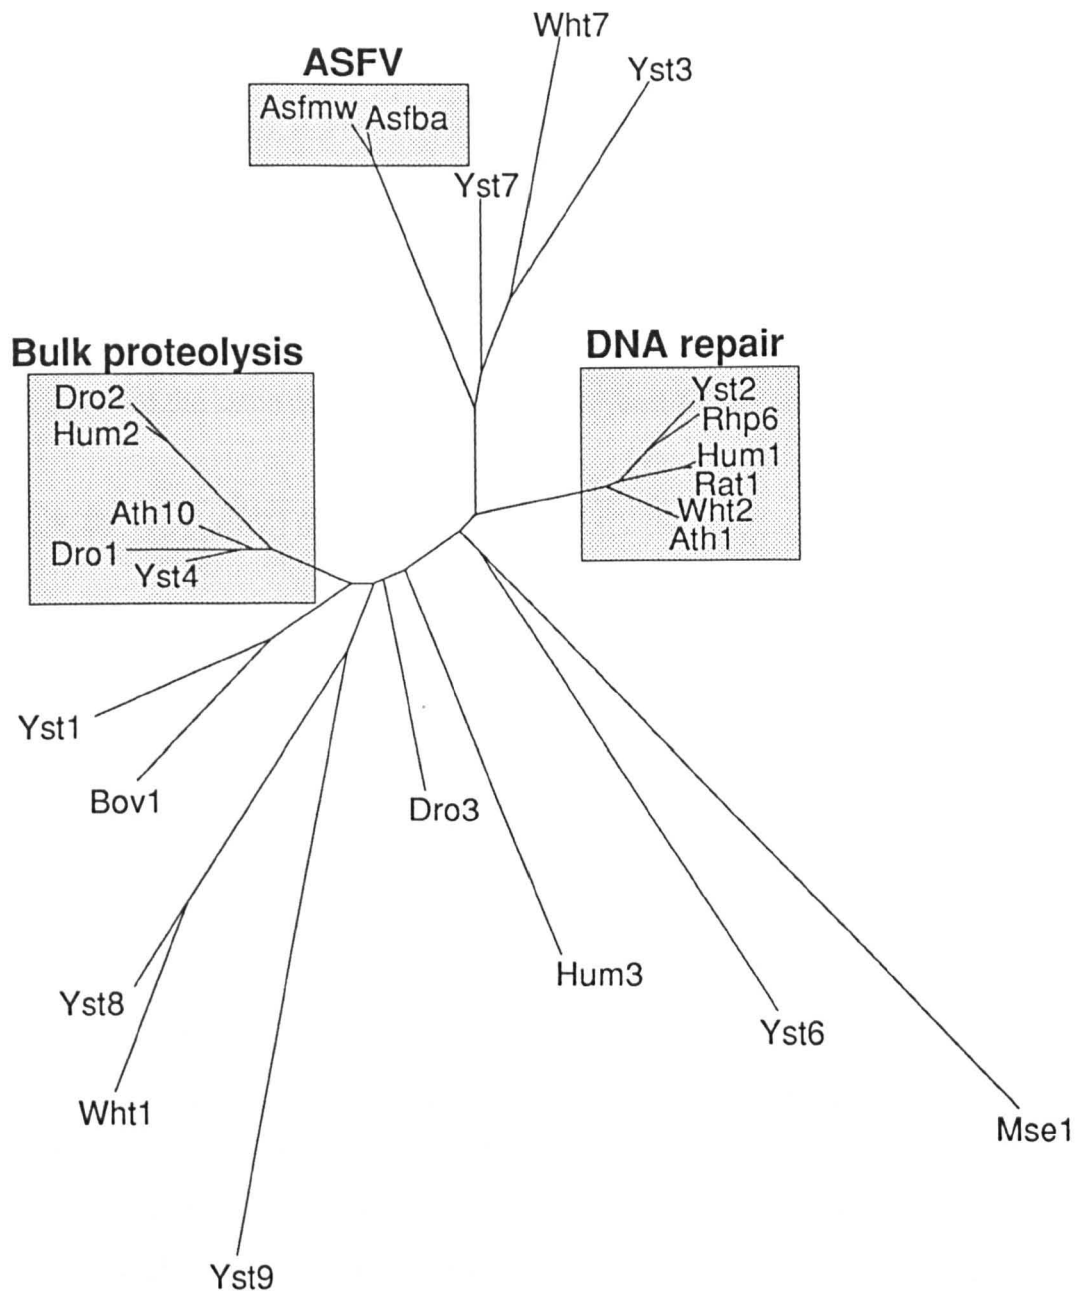 Wht7
ASFV
Yst3
Asfmw
Asfba
Yst7
Bulk proteolysis
DNA repair
Dro2
Hum2
Ath10
Dro1
Yst4
Yst2
Rhp6
Hum1
Rat1
Wht2
Ath1
Yst1
Bov1
Dro3
Hum3
Yst8
Yst6
Wht1
Mse1
Yst9